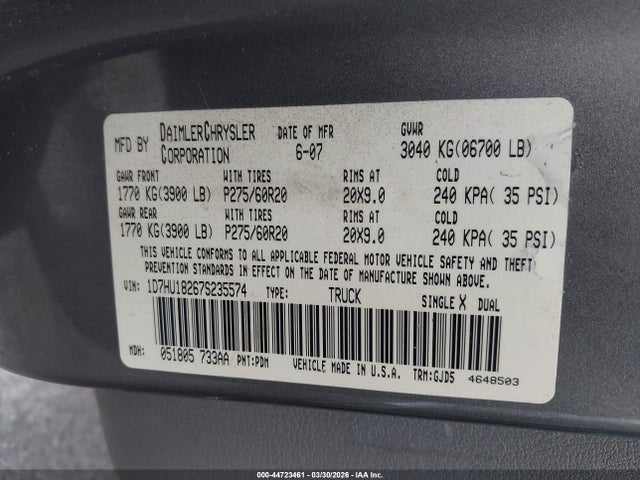 MFD BY DAIMLERCHRYSLER CORPORATION DATE OF MFR 6-07 GVWR 3040 KG(06700 LB)
GAWR FRONT WITH TIRES RIMS AT COLD
1770 KG(3900 LB) P275/60R20 20X9.0 240 KPA( 35 PSI)
GAWR REAR WITH TIRES RIMS AT COLD
1770 KG(3900 LB) P275/60R20 20X9.0 240 KPA( 35 PSI)
THIS VEHICLE CONFORMS TO ALL APPLICABLE FEDERAL MOTOR VEHICLE SAFETY AND THEFT
PREVENTION STANDARDS IN EFFECT ON THE DATE OF MANUFACTURE SHOWN ABOVE.
VIN: 1D7HU18267S235574 TYPE: TRUCK SINGLE X DUAL
MDH: 051805 733AA PNT:PDM VEHICLE MADE IN U.S.A. TRM:GJD5 4648503
000-44723461 | 03/30/2026 | IAA Inc.